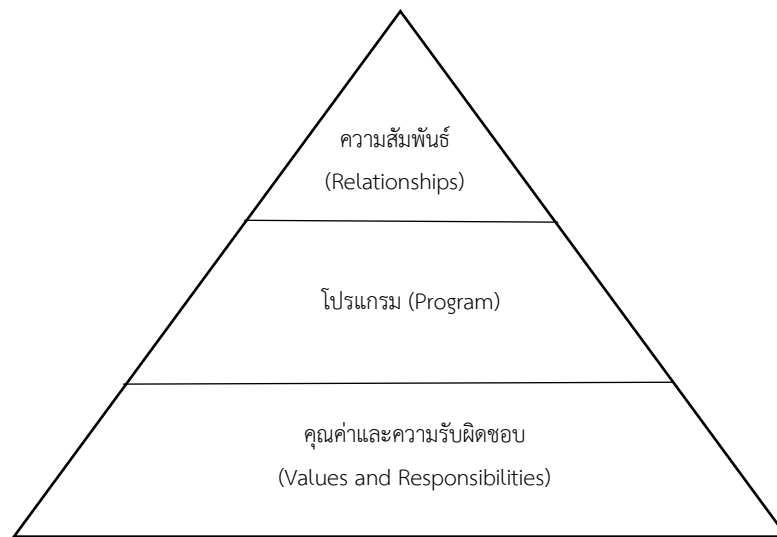 ความสัมพันธ์
(Relationships)
โปรแกรม (Program)
คุณค่าและความรับผิดชอบ
(Values and Responsibilities)